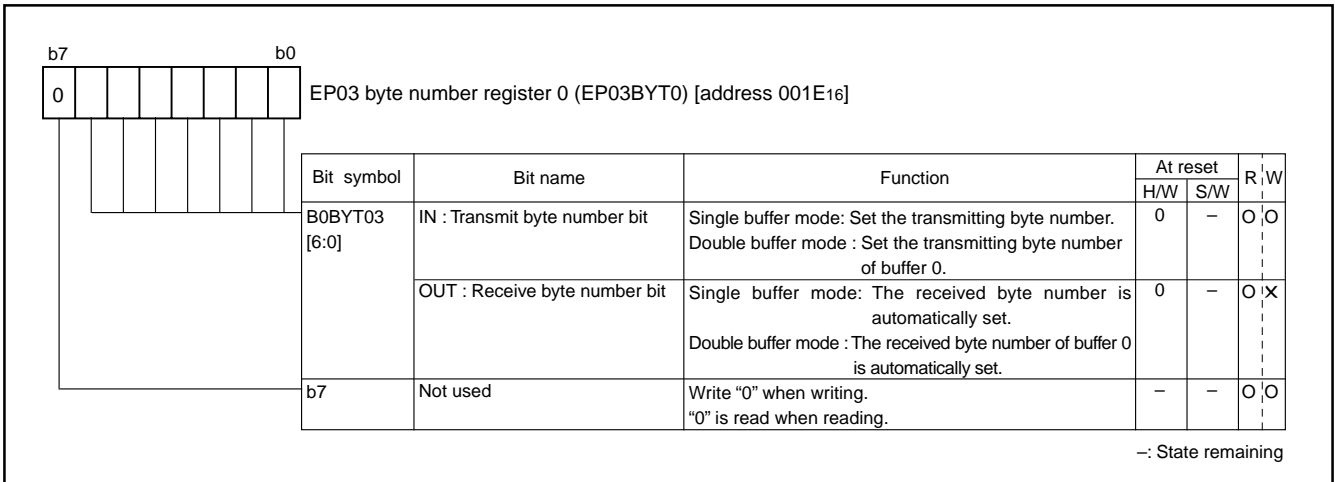 b7 b0
0 EP03 byte number register 0 (EP03BYT0) [address 001E16]
Bit symbol Bit name Function At reset R W
H/W S/W
B0BYT03 IN : Transmit byte number bit Single buffer mode: Set the transmitting byte number. 0 – O O
[6:0] Double buffer mode : Set the transmitting byte number
of buffer 0.
OUT : Receive byte number bit Single buffer mode: The received byte number is 0 – O X
automatically set.
Double buffer mode : The received byte number of buffer 0
is automatically set.
b7 Not used Write “0” when writing. – – O O
“0” is read when reading.
–: State remaining